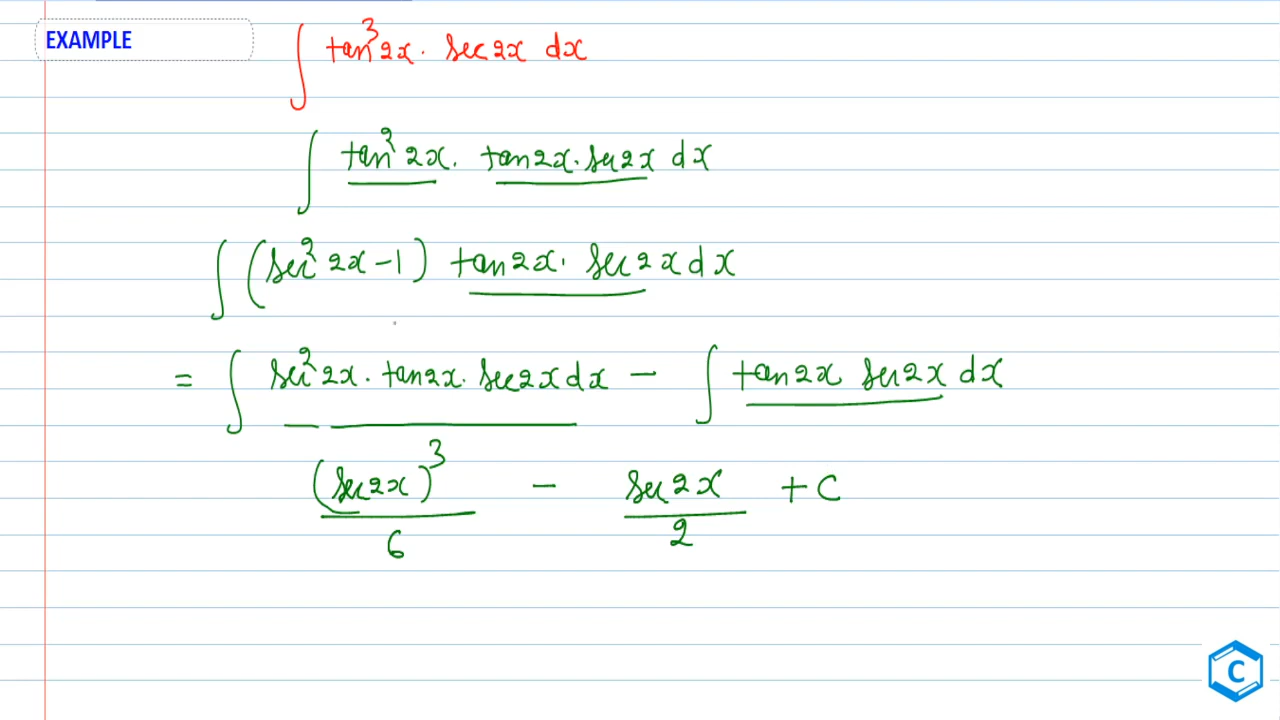 EXAMPLE
∫ tan³2x · sec2x dx
∫ tan²2x · tan2x · sec2x dx
∫ (sec²2x - 1) tan2x · sec2x dx
= ∫ sec²2x · tan2x · sec2x dx - ∫ tan2x sec2x dx
(sec2x)³/6 - sec2x/2 + C
C